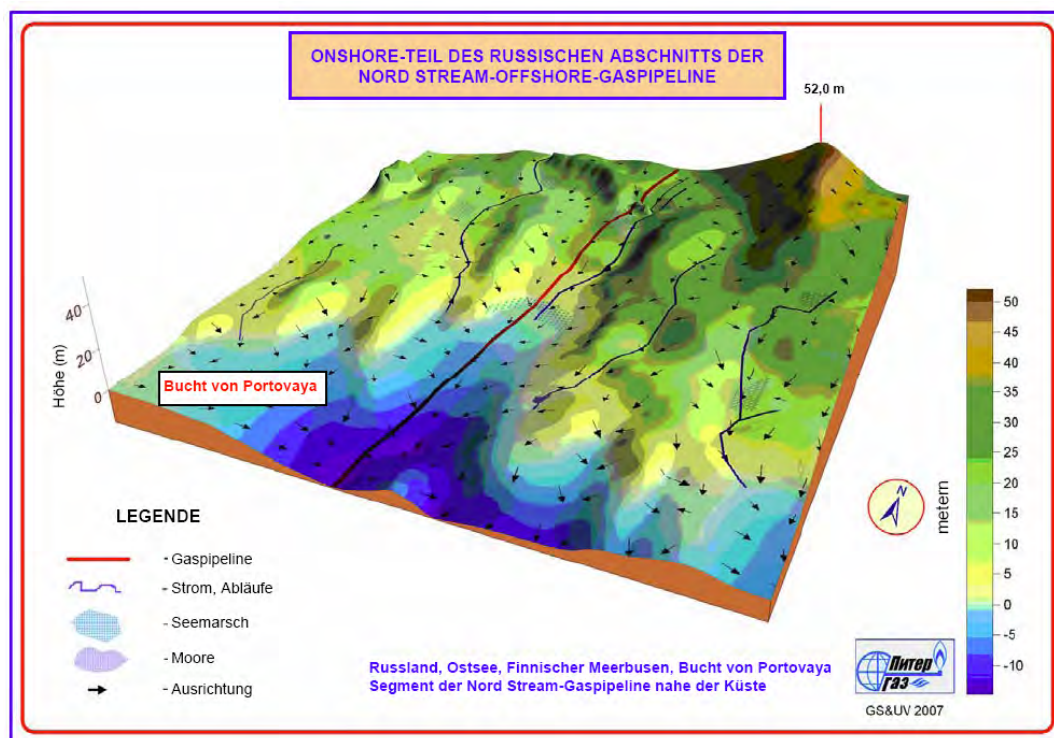 ONSHORE-TEIL DES RUSSISCHEN ABSCHNITTS DER
NORD STREAM-OFFSHORE-GASPIPELINE
52,0 m
40
20
0
Höhe (m)
Bucht von Portovaya
N
metern
50
45
40
35
30
25
20
15
10
5
0
-5
-10
LEGENDE
- Gaspipeline
- Strom, Abläufe
- Seemarsch
- Moore
- Ausrichtung
Russland, Ostsee, Finnischer Meerbusen, Bucht von Portovaya
Segment der Nord Stream-Gaspipeline nahe der Küste
Питер
газ
GS&UV 2007